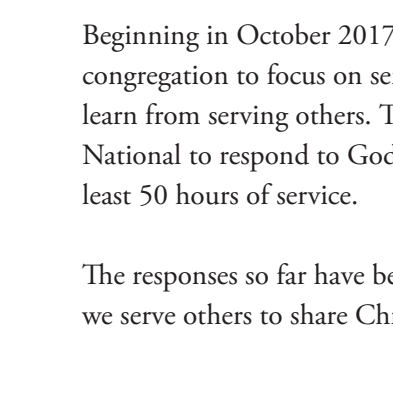 Beginning in October 2017
congregation to focus on se
learn from serving others. T
National to respond to God
least 50 hours of service.
The responses so far have be
we serve others to share Ch